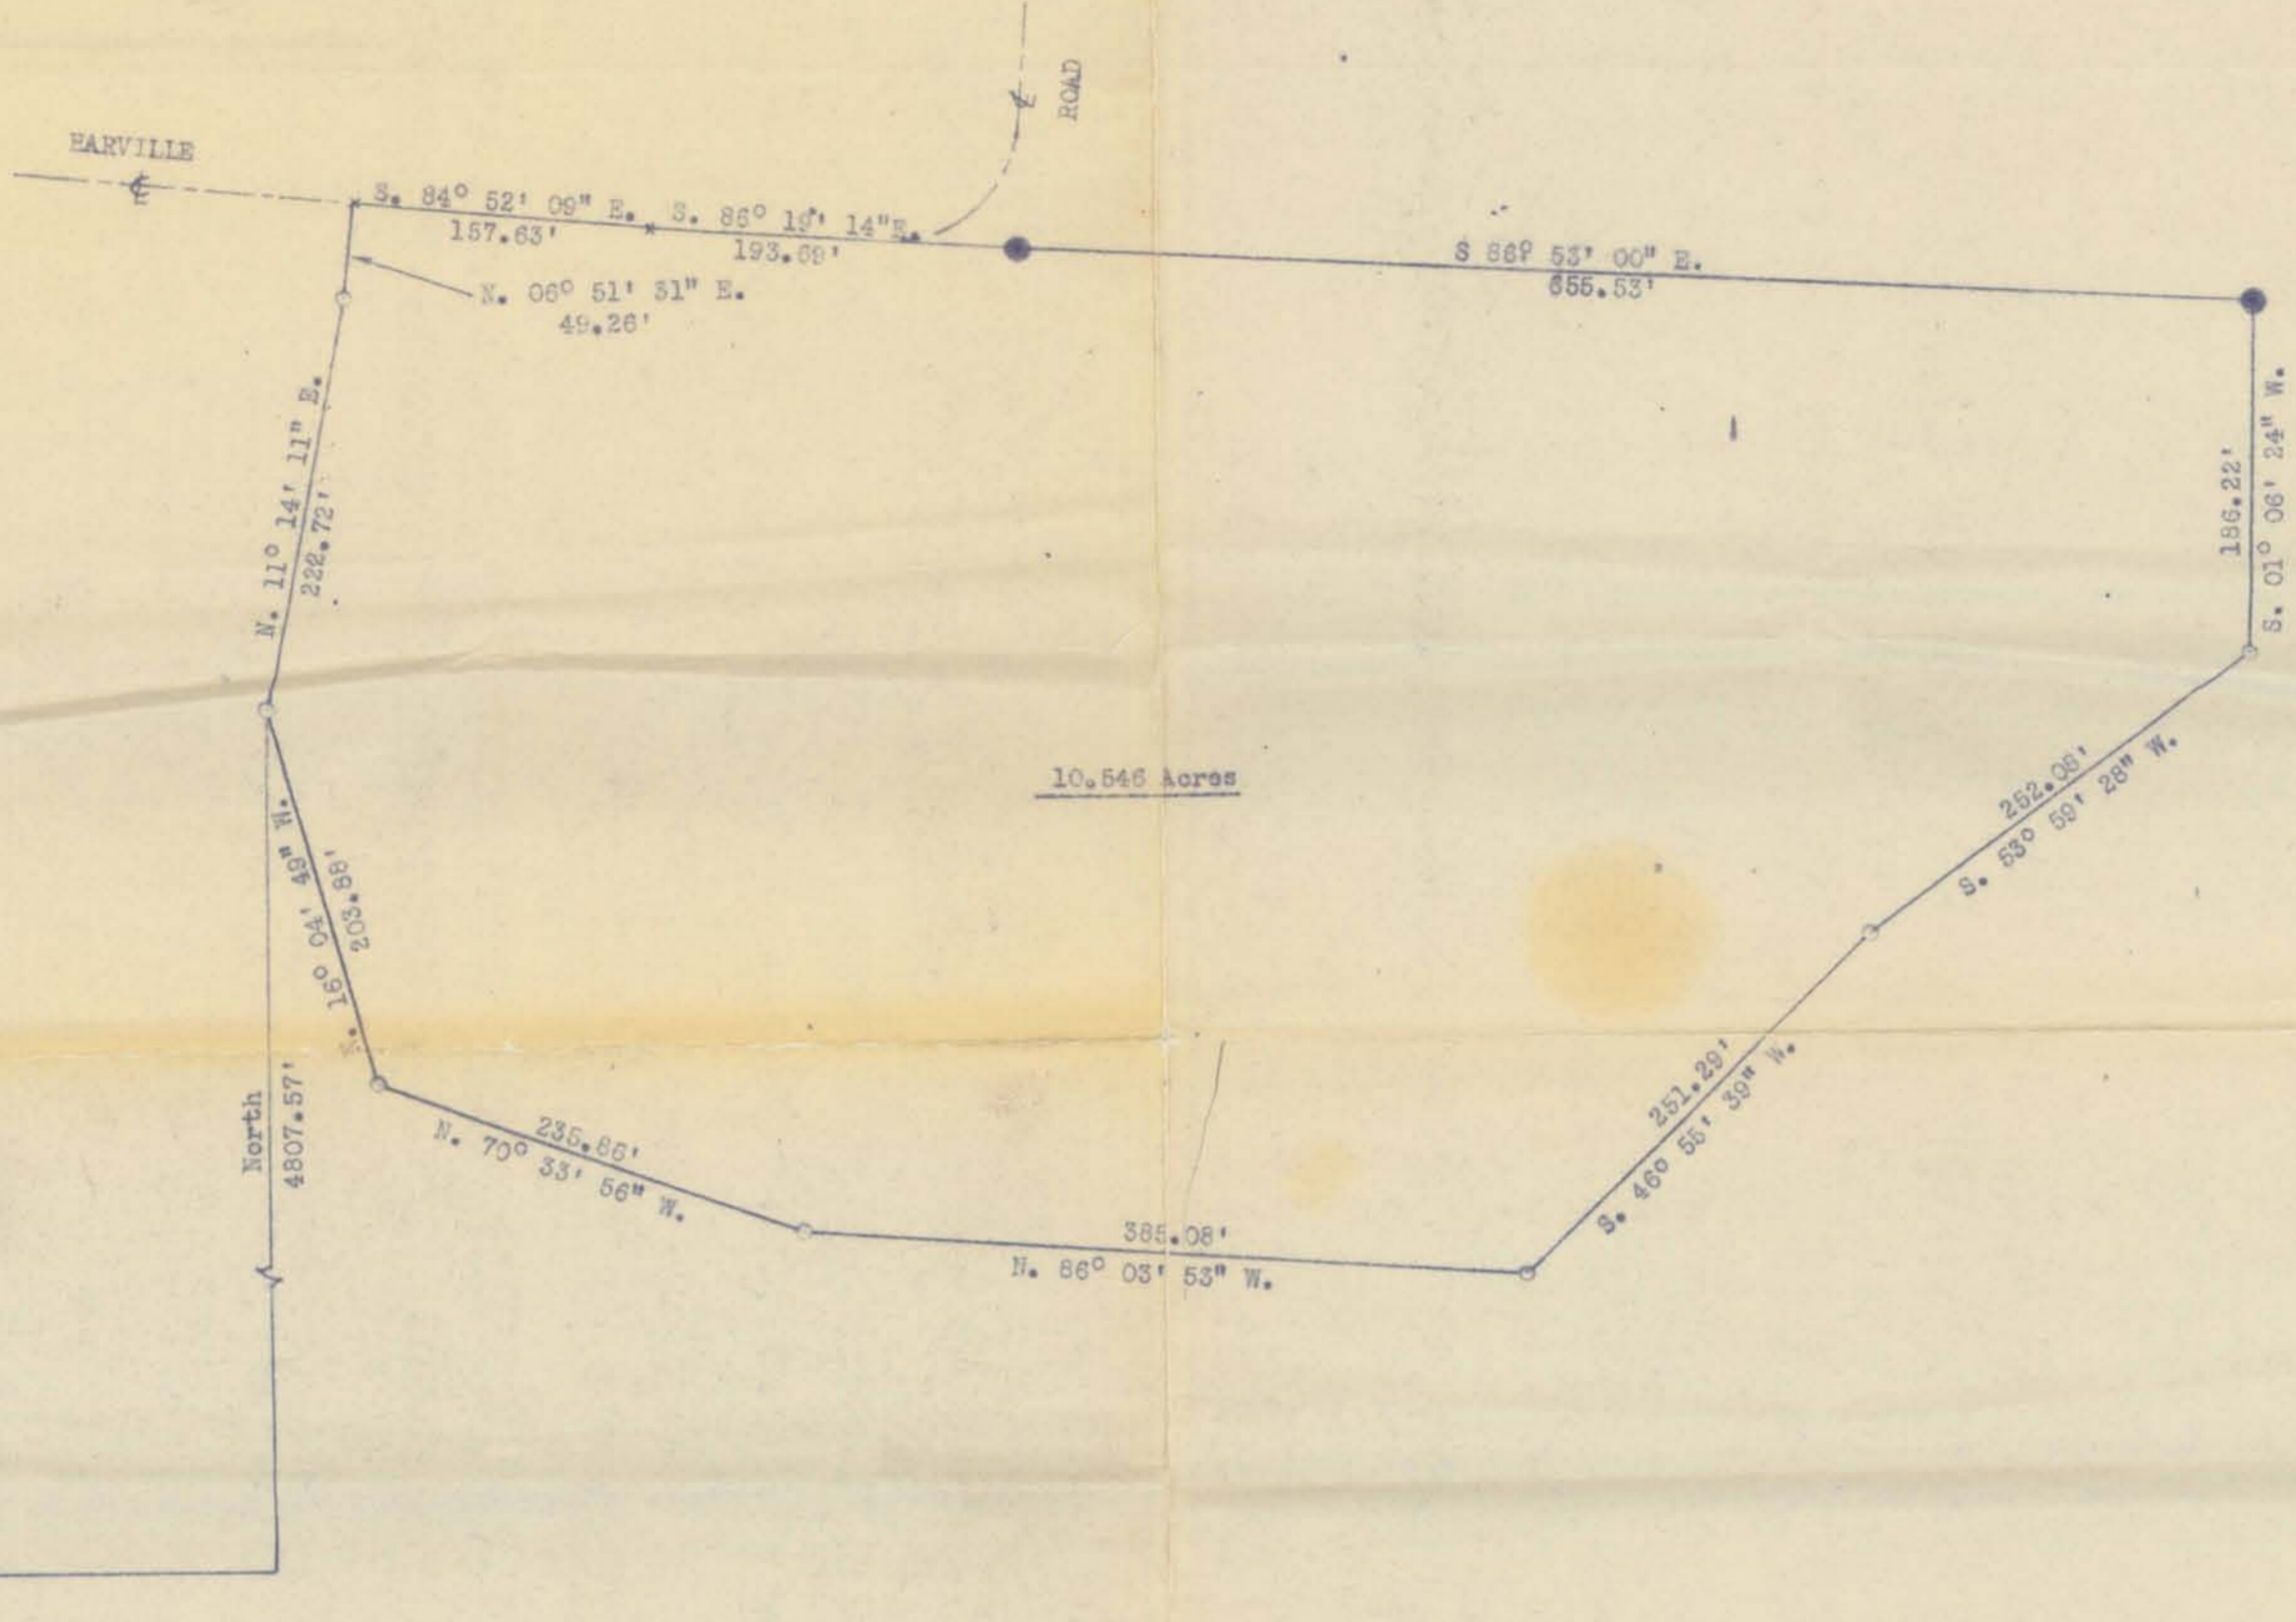 ROAD
HARVILLE
S. 84° 52' 09" E.
157.63'
S. 86° 19' 14" E.
193.69'
S 86° 53' 00" E.
655.53'
N. 06° 51' 31" E.
49.26'
N. 11° 14' 11" E.
222.72'
186.22'
S. 01° 06' 24" W.
10.546 Acres
252.08'
S. 53° 59' 28" W.
N. 16° 04' 49" W.
203.88'
251.29'
S. 46° 55' 39" W.
North
4807.57'
235.86'
N. 70° 33' 56" W.
385.08'
N. 86° 03' 53" W.